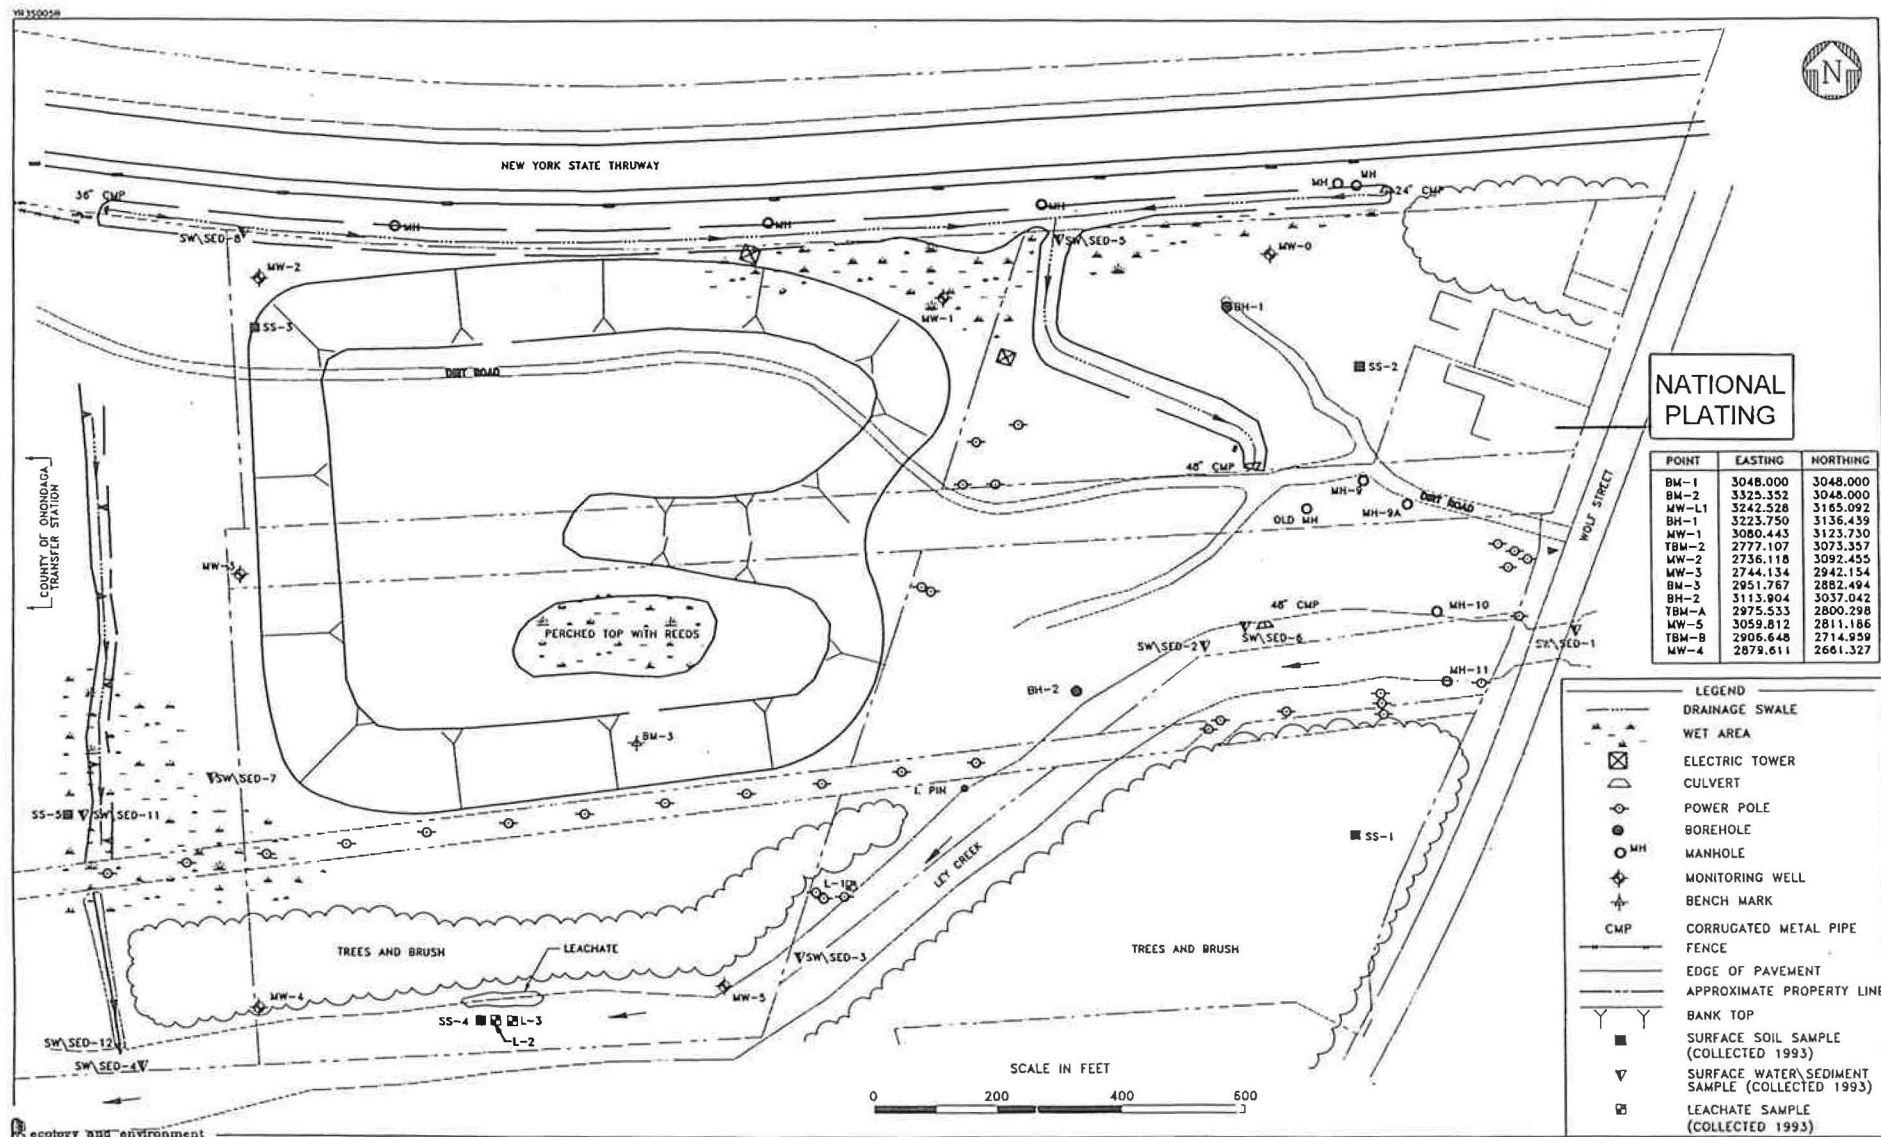 YR35005B
N
NEW YORK STATE THRUWAY
36" CMP
MH
MH
MH
MH
MH
24" CMP
SW\SED-8
SW\SED-5
MW-0
MW-2
MW-1
BH-1
SS-3
SS-2
DIRT ROAD
NATIONAL
PLATING
COUNTY OF ONONDAGA
TRANSFER STATION
48" CMP
MH-9
DIRT ROAD
OLD MH
MH-9A
WOLF STREET
MW-3
PERCHED TOP WITH REEDS
48" CMP
MH-10
SW\SED-6
SW\SED-2
SW\SED-1
BH-2
MH-11
BM-3
SW\SED-7
I. PIN
SS-5
SW\SED-11
SS-1
LEY CREEK
L-1
TREES AND BRUSH
LEACHATE
SW\SED-3
TREES AND BRUSH
MW-4
MW-5
SS-4
L-3
L-2
SW\SED-12
SW\SED-4
SCALE IN FEET
0 200 400 600
ecology and environment
POINT EASTING NORTHING
BM-1 3048.000 3048.000
BM-2 3325.352 3048.000
MW-L1 3242.528 3165.092
BH-1 3223.750 3136.439
MW-1 3080.443 3123.730
TBM-2 2777.107 3073.357
MW-2 2736.118 3092.455
MW-3 2744.134 2942.154
BM-3 2951.767 2882.494
BH-2 3113.904 3037.042
TBM-A 2975.533 2800.298
MW-5 3059.812 2811.186
TBM-B 2906.648 2714.959
MW-4 2879.611 2661.327
LEGEND
DRAINAGE SWALE
WET AREA
ELECTRIC TOWER
CULVERT
POWER POLE
BOREHOLE
MH MANHOLE
MONITORING WELL
BENCH MARK
CMP CORRUGATED METAL PIPE
FENCE
EDGE OF PAVEMENT
APPROXIMATE PROPERTY LINE
BANK TOP
SURFACE SOIL SAMPLE
(COLLECTED 1993)
SURFACE WATER\SEDIMENT
SAMPLE (COLLECTED 1993)
LEACHATE SAMPLE
(COLLECTED 1993)